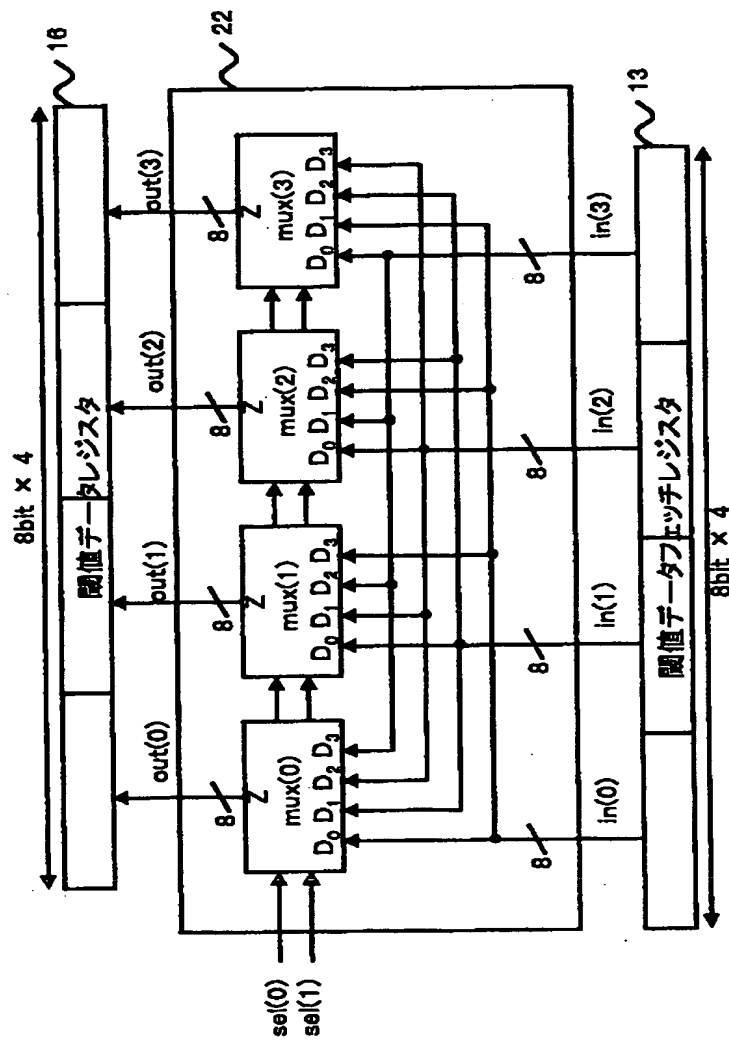 8bit × 4
16
閾値データレジスタ
out(0)
out(1)
out(2)
out(3)
22
8
8
8
8
Z
Z
Z
Z
mux(0)
mux(1)
mux(2)
mux(3)
D0 D1 D2 D3
D0 D1 D2 D3
D0 D1 D2 D3
D0 D1 D2 D3
sel(0)
sel(1)
8
8
8
8
in(0)
in(1)
in(2)
in(3)
13
閾値データフェッチレジスタ
8bit × 4